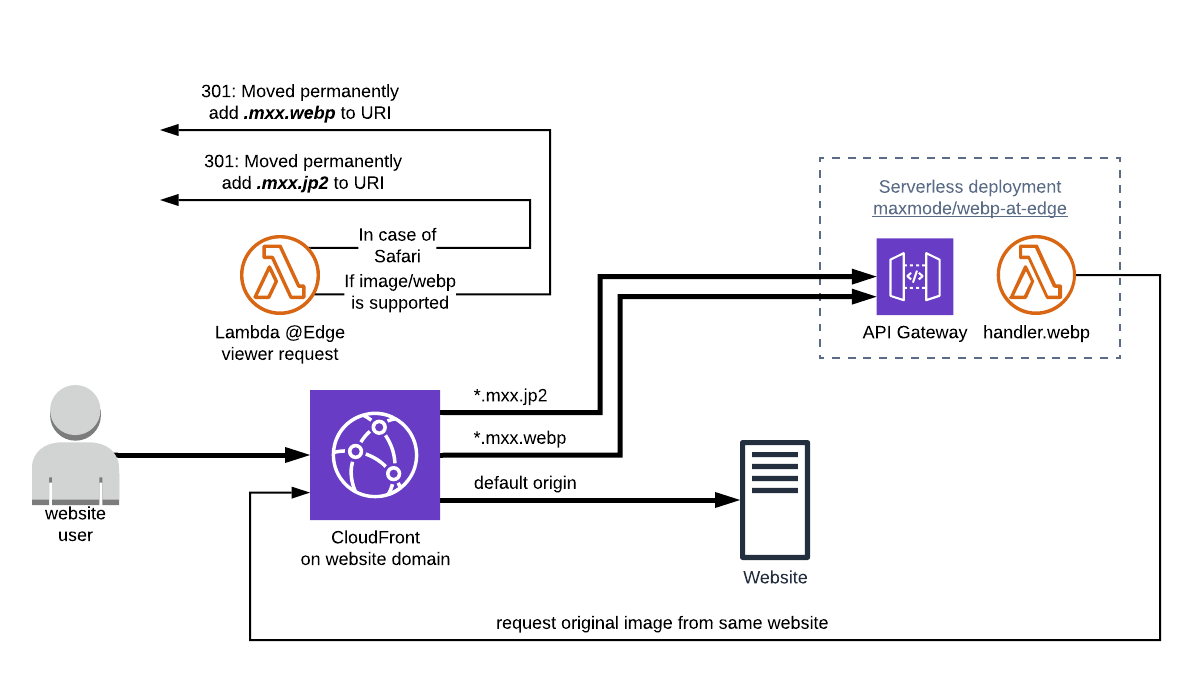 301: Moved permanently
add .mxx.webp to URI
301: Moved permanently
add .mxx.jp2 to URI
In case of
Safari
If image/webp
is supported
Lambda @Edge
viewer request
Serverless deployment
maxmode/webp-at-edge
</>
API Gateway
handler.webp
*.mxx.jp2
*.mxx.webp
default origin
website
user
CloudFront
on website domain
Website
request original image from same website